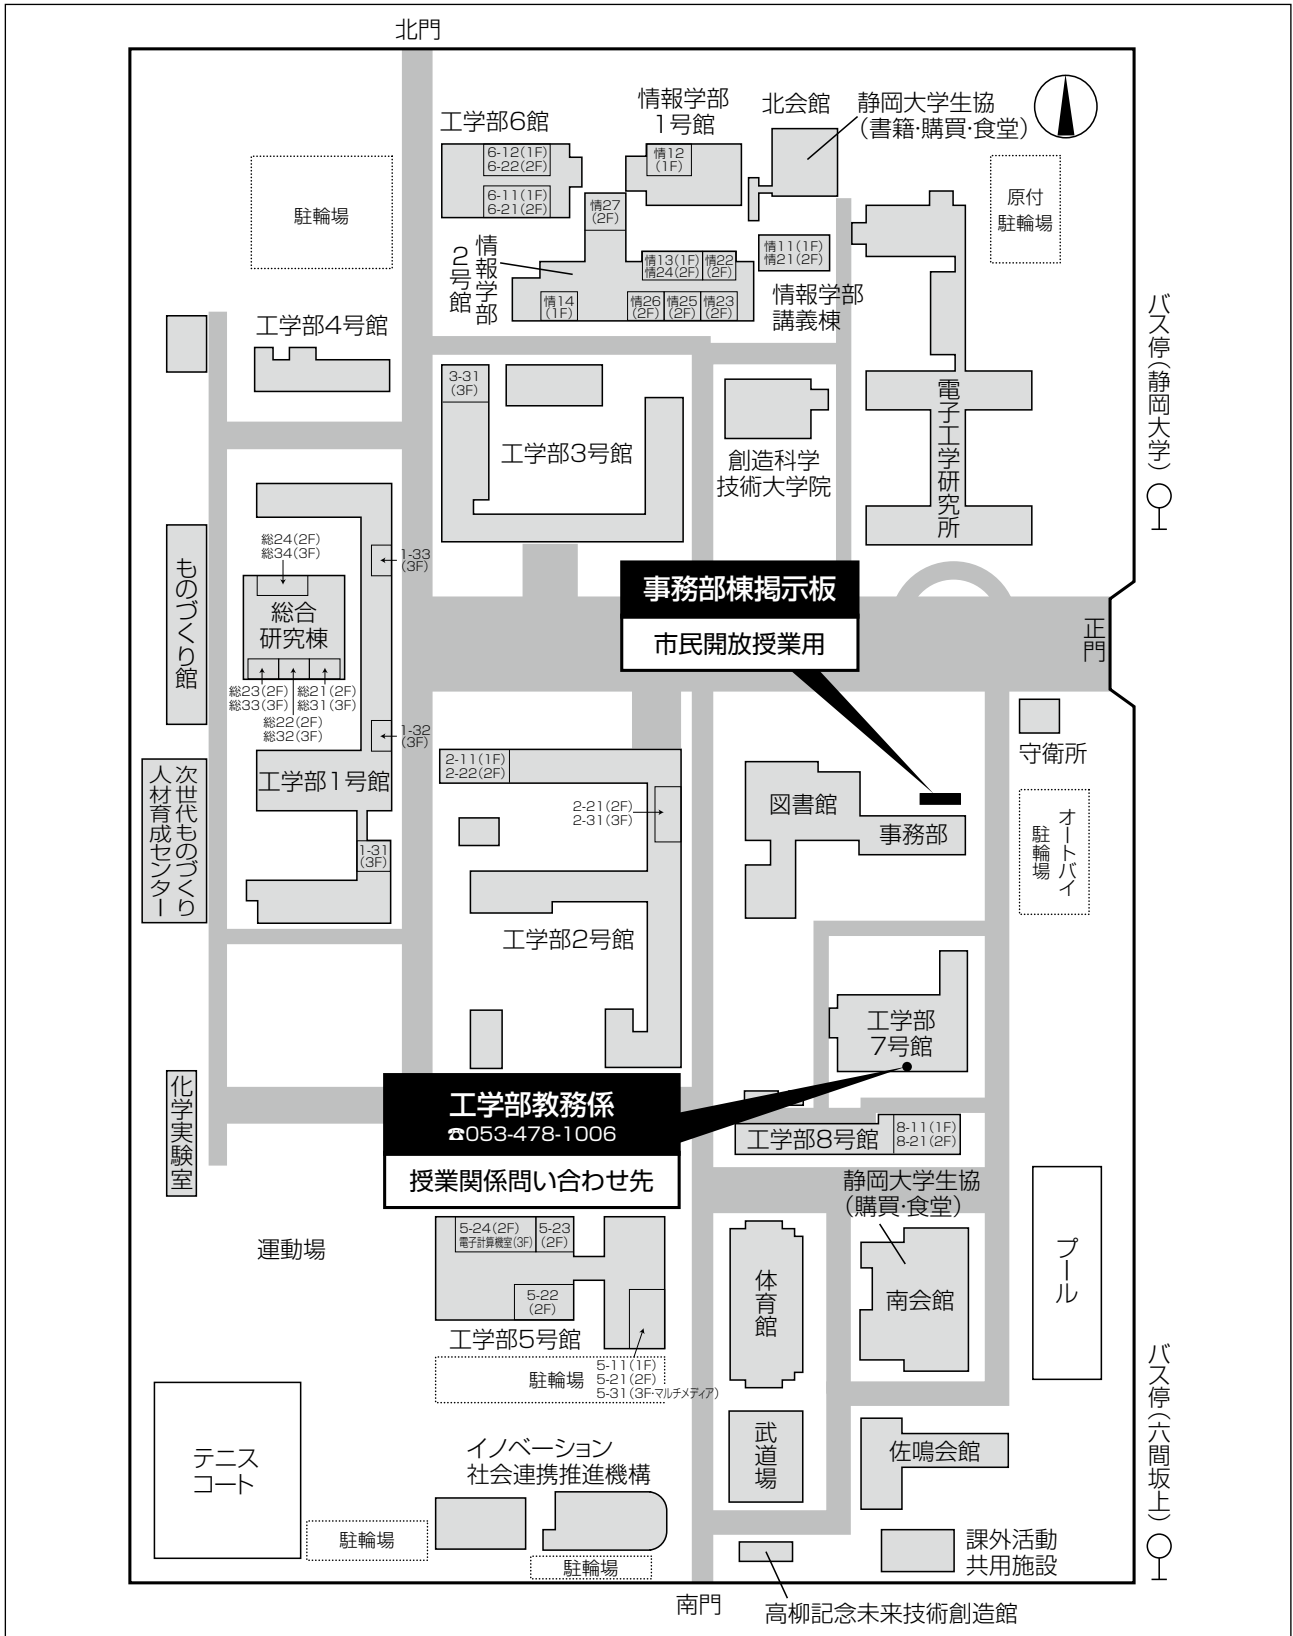 北門
工学部6館
6-12(1F)
6-22(2F)
6-11(1F)
6-21(2F)
情報学部
1号館
情12
(1F)
北会館
静岡大学生協
(書籍・購買・食堂)
駐輪場
原付
駐輪場
情27
(2F)
情報学部
2号館
情13(1F)
情24(2F)
情22
(2F)
情14
(1F)
情26
(2F)
情25
(2F)
情23
(2F)
情11(1F)
情21(2F)
情報学部
講義棟
バス停(静岡大学)
工学部4号館
3-31
(3F)
工学部3号館
創造科学
技術大学院
電子工学研究所
ものづくり館
総24(2F)
総34(3F)
総合
研究棟
総23(2F)
総33(3F)
総21(2F)
総31(3F)
総22(2F)
総32(3F)
1-33
(3F)
1-32
(3F)
工学部1号館
1-31
(3F)
次世代ものづくり
人材育成センター
事務部棟掲示板
市民開放授業用
正門
守衛所
オートバイ
駐輪場
2-11(1F)
2-22(2F)
2-21(2F)
2-31(3F)
工学部2号館
図書館
事務部
工学部
7号館
化学実験室
工学部教務係
☎053-478-1006
授業関係問い合わせ先
工学部8号館
8-11(1F)
8-21(2F)
静岡大学生協
(購買・食堂)
南会館
プール
体育館
運動場
5-24(2F)
電子計算機室(3F)
5-23
(2F)
5-22
(2F)
工学部5号館
駐輪場
5-11(1F)
5-21(2F)
5-31(3F・マルチメディア)
バス停(六間坂上)
テニス
コート
イノベーション
社会連携推進機構
駐輪場
駐輪場
武道場
佐鳴会館
課外活動
共用施設
南門
高柳記念未来技術創造館